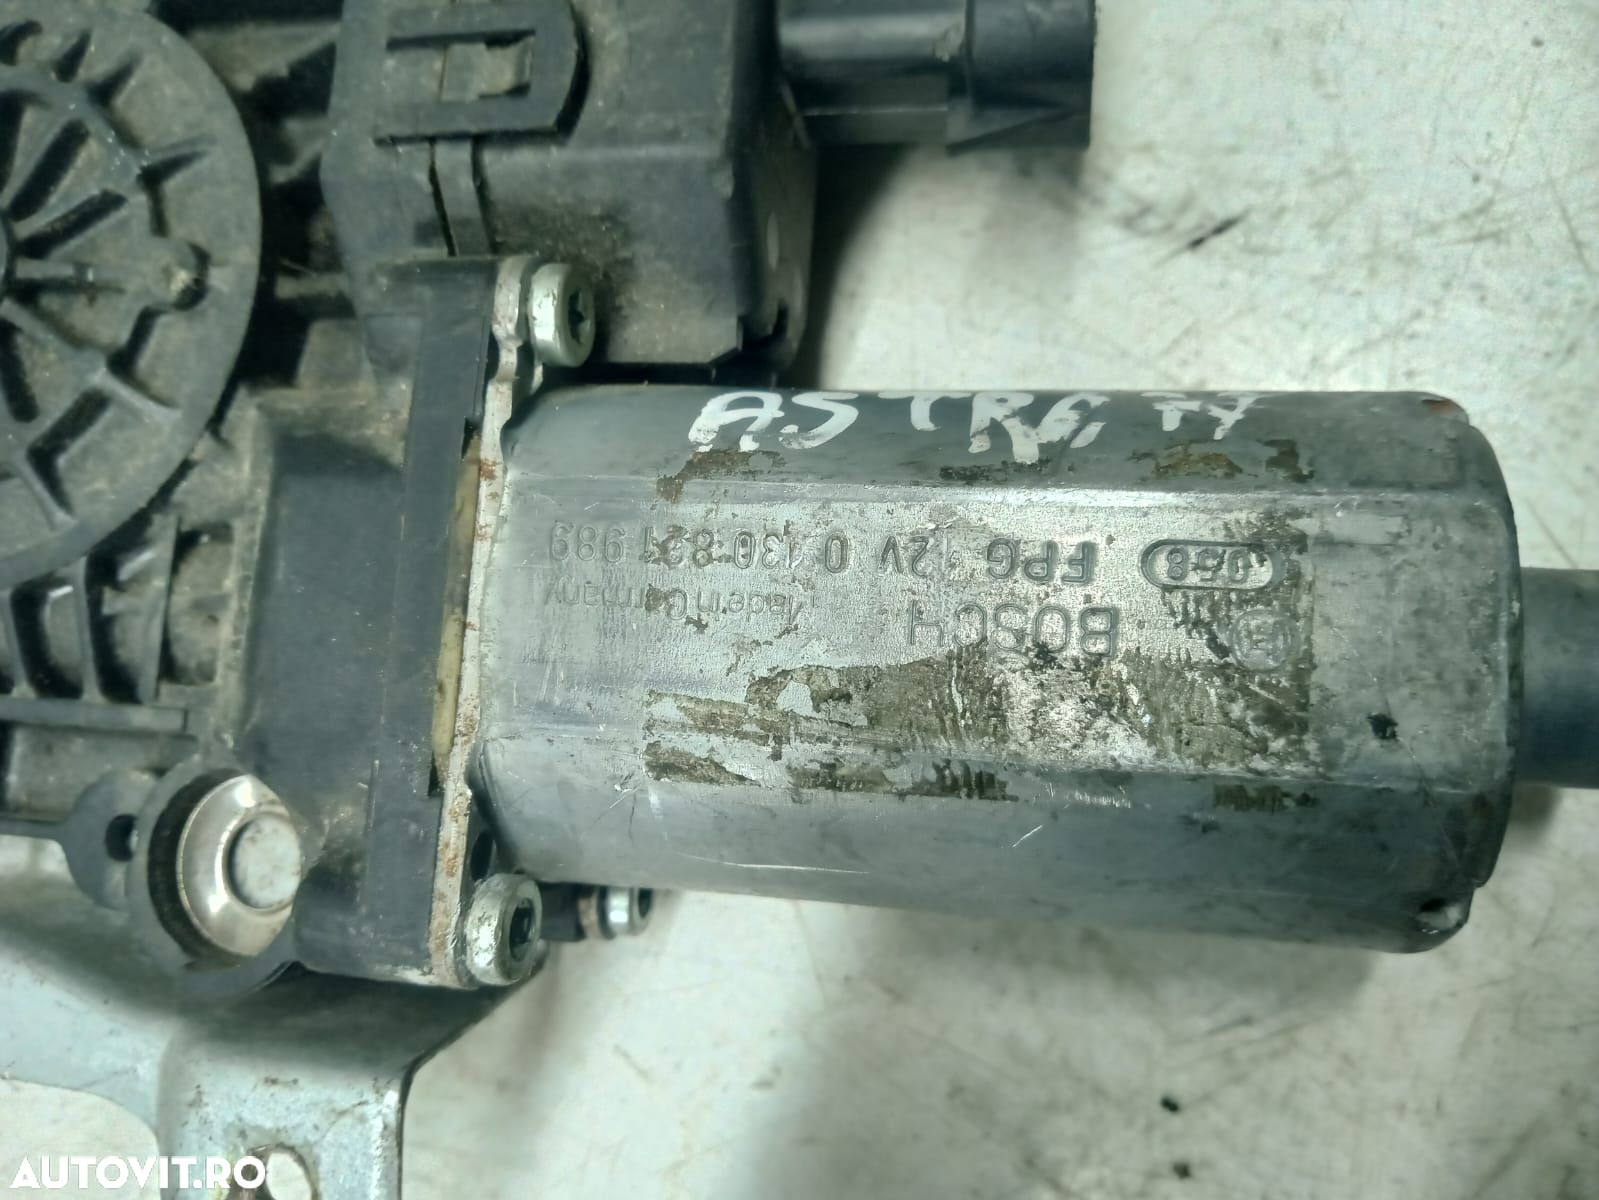 ASTRA H
058 FPG 12V 0 130 821 989
BOSCH Made in Germany
AUTOVIT.RO